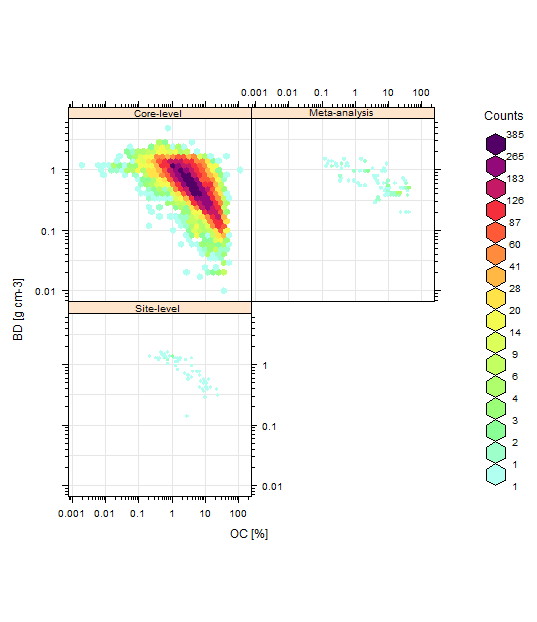 0.001 0.01 0.1 1 10 100
Core-level
Meta-analysis
Counts
385
265
183
126
87
60
41
28
20
14
9
6
4
3
2
1
1
1
0.1
0.01
BD [g cm-3]
Site-level
1
0.1
0.01
0.001 0.01 0.1 1 10 100
OC [%]